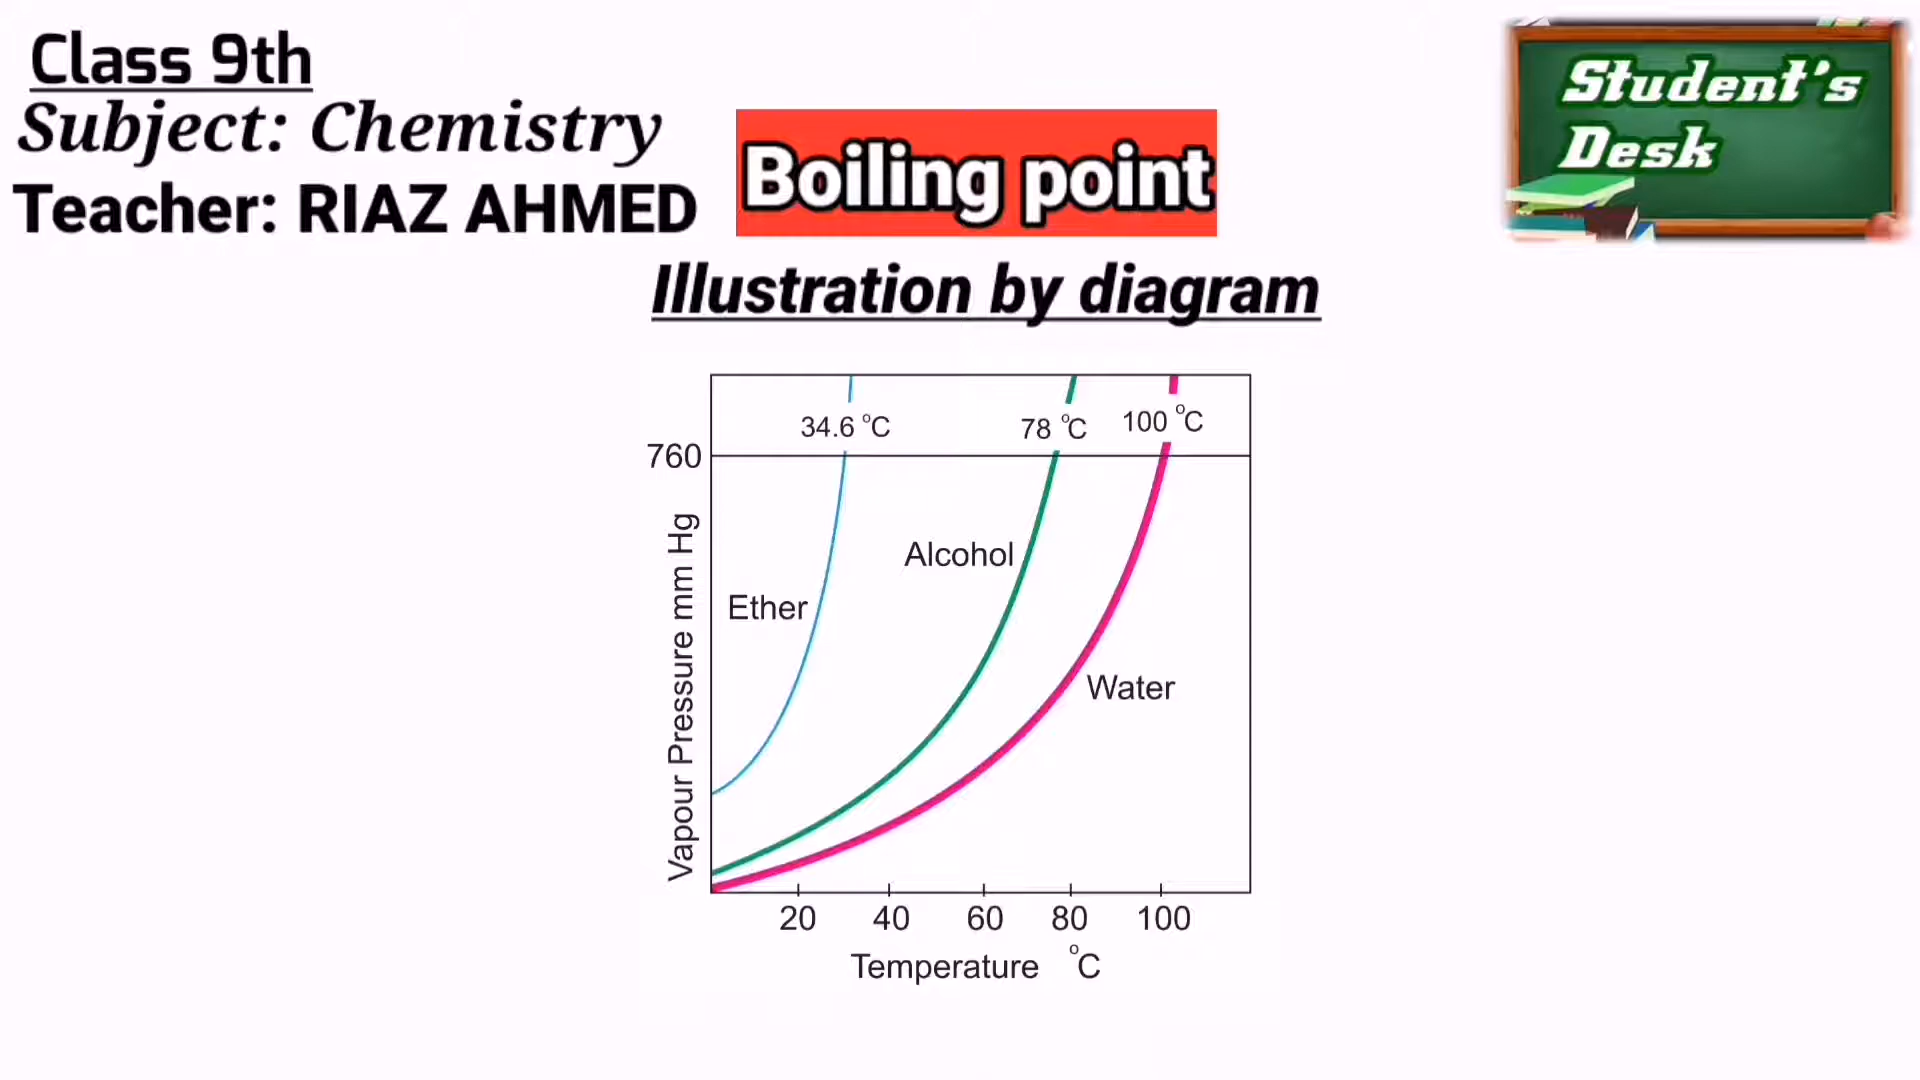 Class 9th
Subject: Chemistry
Teacher: RIAZ AHMED
Boiling point
Student's
Desk
Illustration by diagram
34.6 °C
78 °C
100 °C
760
Vapour Pressure mm Hg
Alcohol
Ether
Water
20 40 60 80 100
Temperature °C